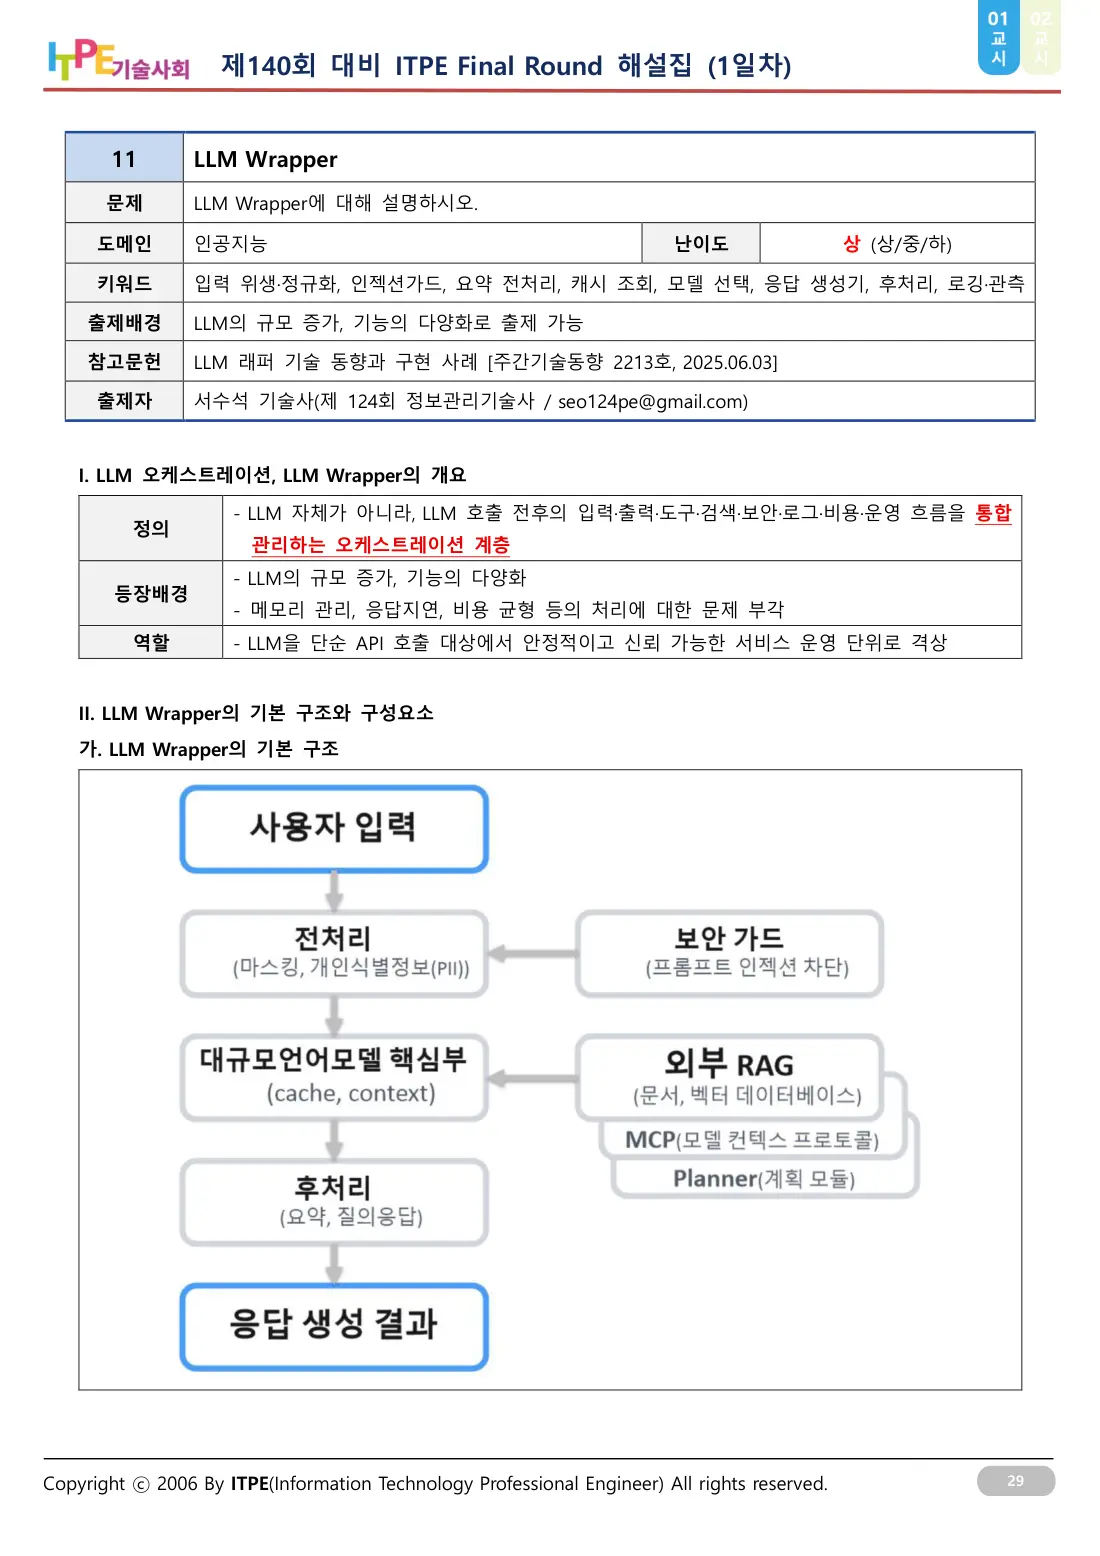 01
교
시
02
교
시
ITPE기술사회 제140회 대비 ITPE Final Round 해설집 (1일차)
11 LLM Wrapper
문제 LLM Wrapper에 대해 설명하시오.
도메인 인공지능 난이도 상 (상/중/하)
키워드 입력 위생·정규화, 인젝션가드, 요약 전처리, 캐시 조회, 모델 선택, 응답 생성기, 후처리, 로깅·관측
출제배경 LLM의 규모 증가, 기능의 다양화로 출제 가능
참고문헌 LLM 래퍼 기술 동향과 구현 사례 [주간기술동향 2213호, 2025.06.03]
출제자 서수석 기술사(제 124회 정보관리기술사 / seo124pe@gmail.com)
I. LLM 오케스트레이션, LLM Wrapper의 개요
정의 - LLM 자체가 아니라, LLM 호출 전후의 입력·출력·도구·검색·보안·로그·비용·운영 흐름을 통합
관리하는 오케스트레이션 계층
등장배경 - LLM의 규모 증가, 기능의 다양화
- 메모리 관리, 응답지연, 비용 균형 등의 처리에 대한 문제 부각
역할 - LLM을 단순 API 호출 대상에서 안정적이고 신뢰 가능한 서비스 운영 단위로 격상
II. LLM Wrapper의 기본 구조와 구성요소
가. LLM Wrapper의 기본 구조
사용자 입력
전처리
(마스킹, 개인식별정보(PII))
보안 가드
(프롬프트 인젝션 차단)
대규모언어모델 핵심부
(cache, context)
외부 RAG
(문서, 벡터 데이터베이스)
MCP(모델 컨텍스 프로토콜)
Planner(계획 모듈)
후처리
(요약, 질의응답)
응답 생성 결과
Copyright ⓒ 2006 By ITPE(Information Technology Professional Engineer) All rights reserved.
29